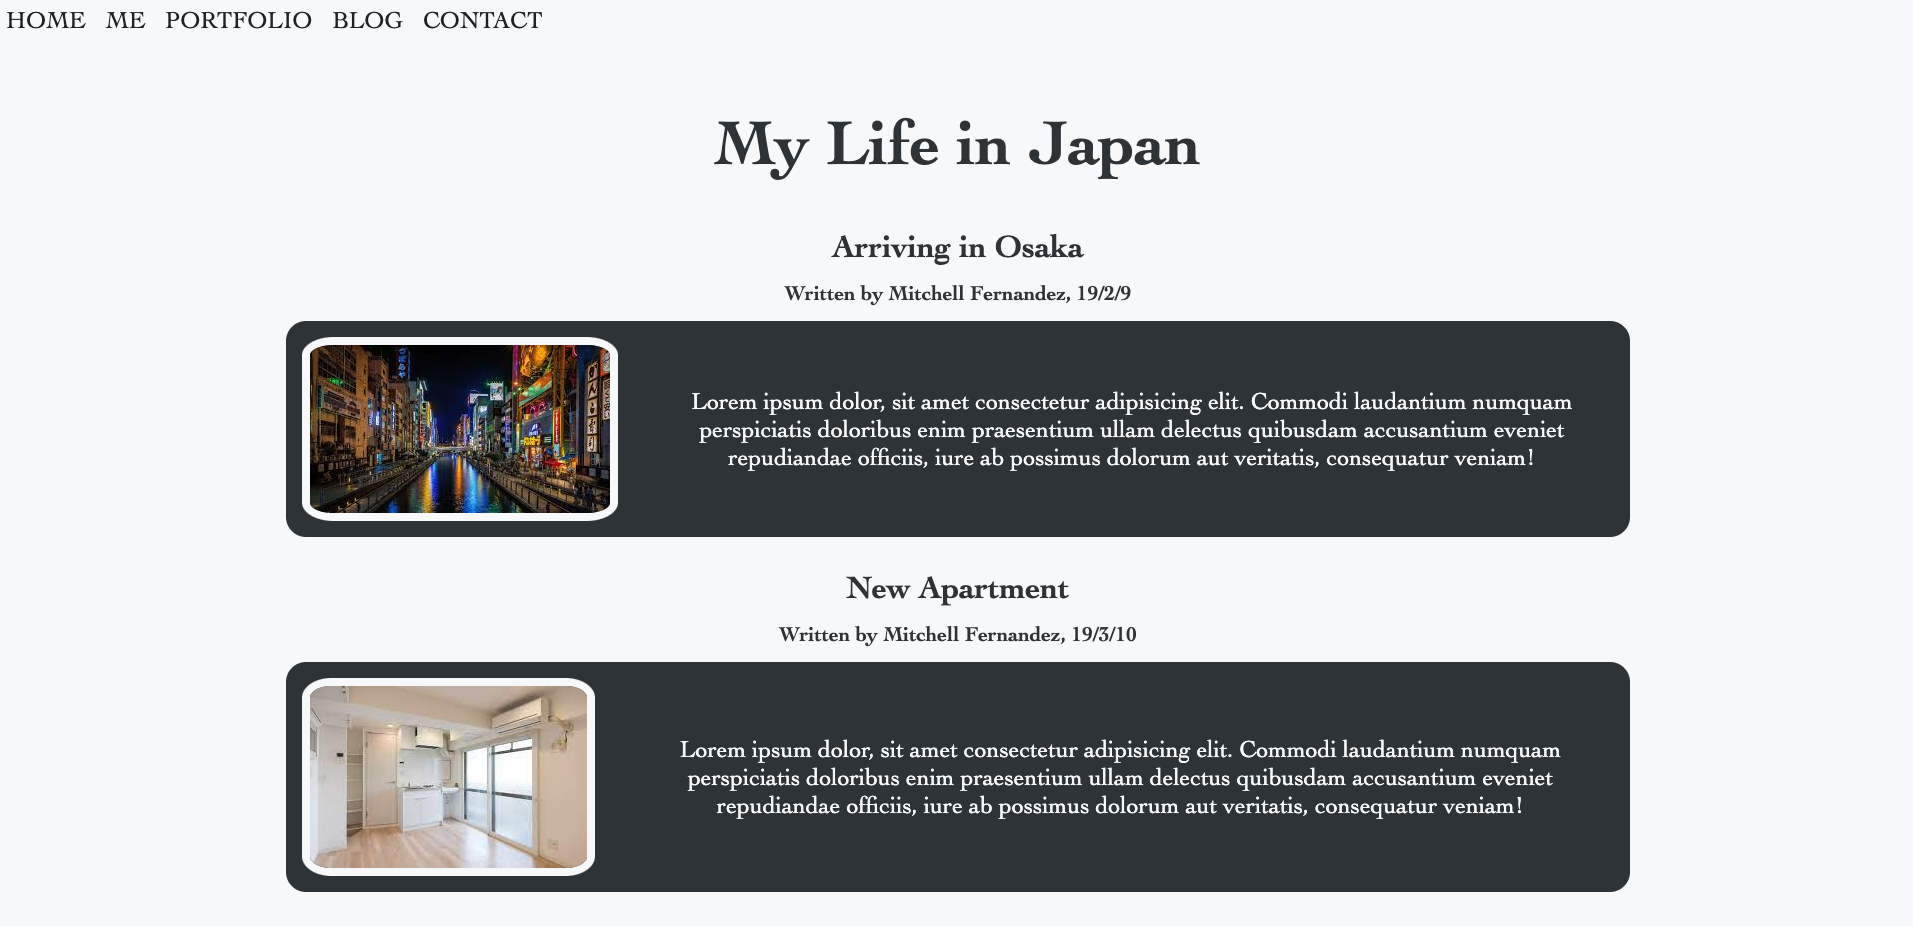 HOME ME PORTFOLIO BLOG CONTACT
My Life in Japan
Arriving in Osaka
Written by Mitchell Fernandez, 19/2/9
Lorem ipsum dolor, sit amet consectetur adipisicing elit. Commodi laudantium numquam
perspiciatis doloribus enim praesentium ullam delectus quibusdam accusantium eveniet
repudiandae officiis, iure ab possimus dolorum aut veritatis, consequatur veniam!
New Apartment
Written by Mitchell Fernandez, 19/3/10
Lorem ipsum dolor, sit amet consectetur adipisicing elit. Commodi laudantium numquam
perspiciatis doloribus enim praesentium ullam delectus quibusdam accusantium eveniet
repudiandae officiis, iure ab possimus dolorum aut veritatis, consequatur veniam!